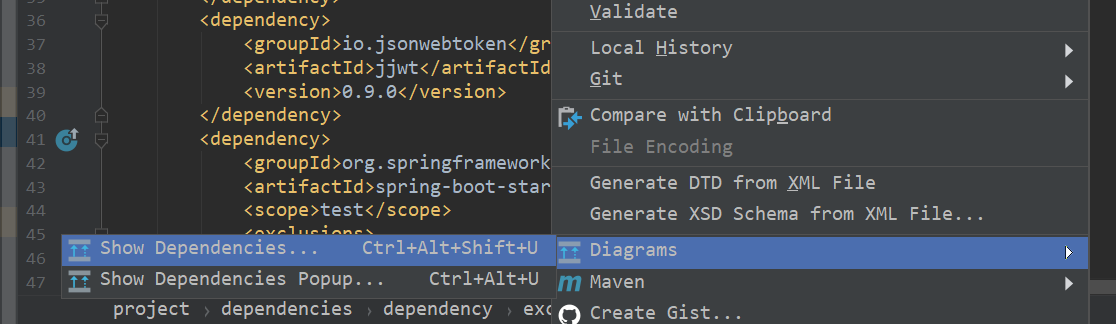 35 </dependency>
36 <dependency>
37 <groupId>io.jsonwebtoken</gr
38 <artifactId>jjwt</artifactId
39 <version>0.9.0</version>
40 </dependency>
41 <dependency>
42 <groupId>org.springframework
43 <artifactId>spring-boot-star
44 <scope>test</scope>
45 <exclusions>
46
47
project › dependencies › dependency › exc
Show Dependencies... Ctrl+Alt+Shift+U
Show Dependencies Popup... Ctrl+Alt+U
Validate
Local History
Git
Compare with Clipboard
File Encoding
Generate DTD from XML File
Generate XSD Schema from XML File...
Diagrams
Maven
Create Gist...